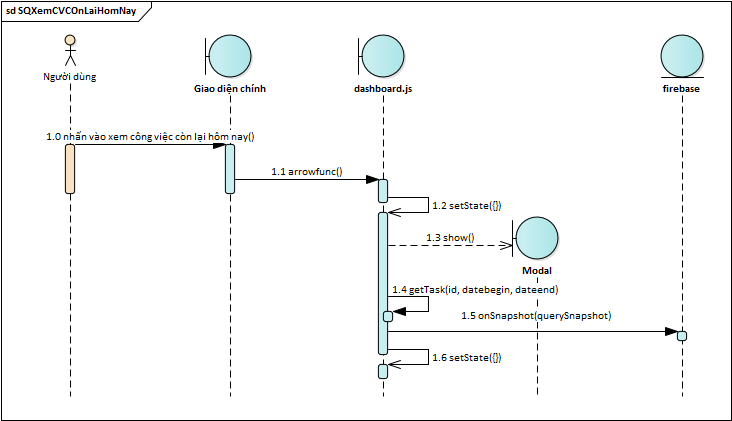 sd SQXemCVCOnLaiHomNay
Người dùng
Giao diện chính
dashboard.js
firebase
1.0 nhấn vào xem công việc còn lại hôm nay()
1.1 arrowfunc()
1.2 setState({})
1.3 show()
Modal
1.4 getTask(id, datebegin, dateend)
1.5 onSnapshot(querySnapshot)
1.6 setState({})